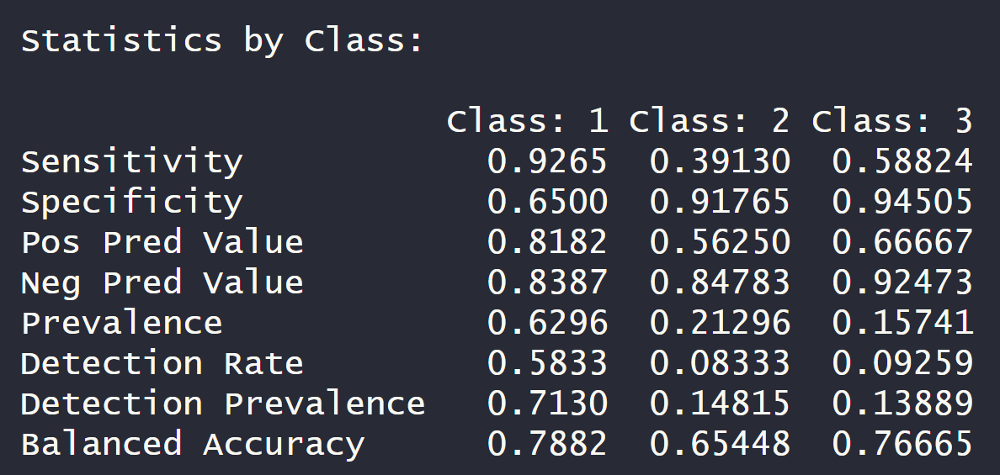 Statistics by Class:
Class: 1 Class: 2 Class: 3
Sensitivity 0.9265 0.39130 0.58824
Specificity 0.6500 0.91765 0.94505
Pos Pred Value 0.8182 0.56250 0.66667
Neg Pred Value 0.8387 0.84783 0.92473
Prevalence 0.6296 0.21296 0.15741
Detection Rate 0.5833 0.08333 0.09259
Detection Prevalence 0.7130 0.14815 0.13889
Balanced Accuracy 0.7882 0.65448 0.76665